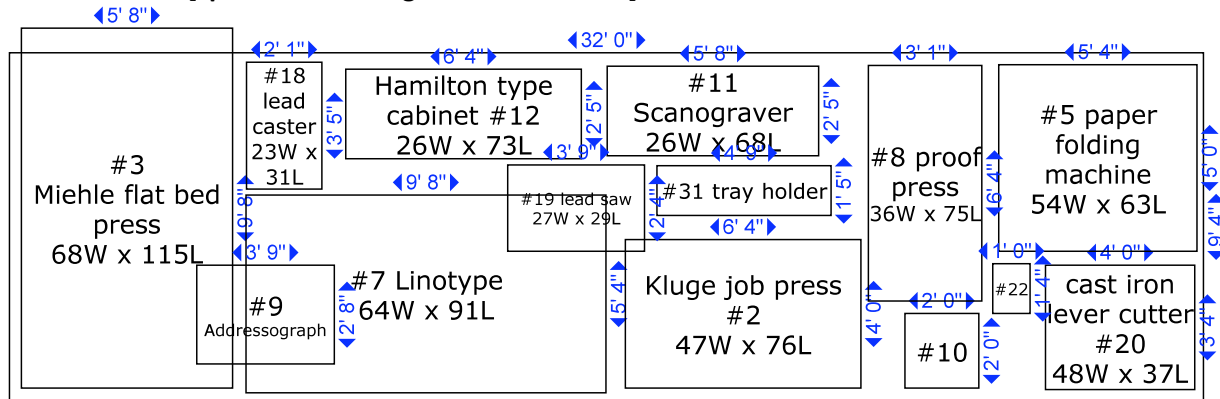 5' 8"
2' 1"
32' 0"
6' 4"
5' 8"
3' 1"
5' 4"
#3
Miehle flat bed
press
68W x 115L
9' 8"
#18
lead
caster
23W x
31L
3' 5"
Hamilton type
cabinet #12
26W x 73L
2' 5"
#11
Scanograver
26W x 68L
2' 5"
#8 proof
press
36W x 75L
6' 4"
#5 paper
folding
machine
54W x 63L
5' 0"
9' 4"
3' 9"
#19 lead saw
27W x 29L
2' 4"
4' 9"
#31 tray holder
1' 5"
9' 8"
#7 Linotype
64W x 91L
5' 4"
3' 9"
#9
Addressograph
2' 8"
6' 4"
Kluge job press
#2
47W x 76L
4' 0"
2' 0"
#10
2' 0"
1' 0"
#22
1' 4"
4' 0"
cast iron
lever cutter
#20
48W x 37L
3' 4"